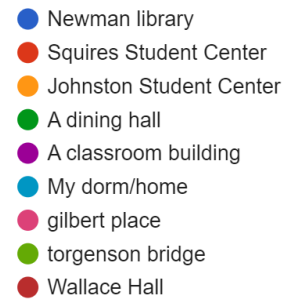 Newman library
Squires Student Center
Johnston Student Center
A dining hall
A classroom building
My dorm/home
gilbert place
torgenson bridge
Wallace Hall